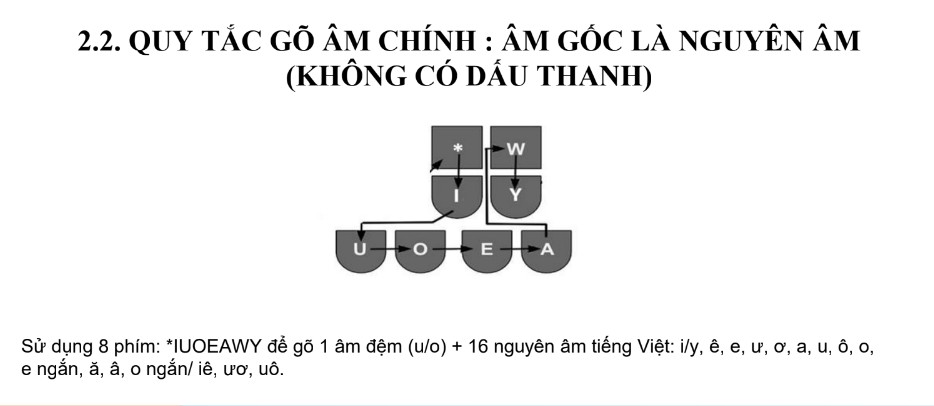 2.2. QUY TẮC GÕ ÂM CHÍNH : ÂM GỐC LÀ NGUYÊN ÂM
(KHÔNG CÓ DẤU THANH)
* W
I Y
U O E A
Sử dụng 8 phím: *IUOEAWY để gõ 1 âm đệm (u/o) + 16 nguyên âm tiếng Việt: i/y, ê, e, ư, ơ, a, u, ô, o,
e ngắn, ă, â, o ngắn/ iê, ươ, uô.